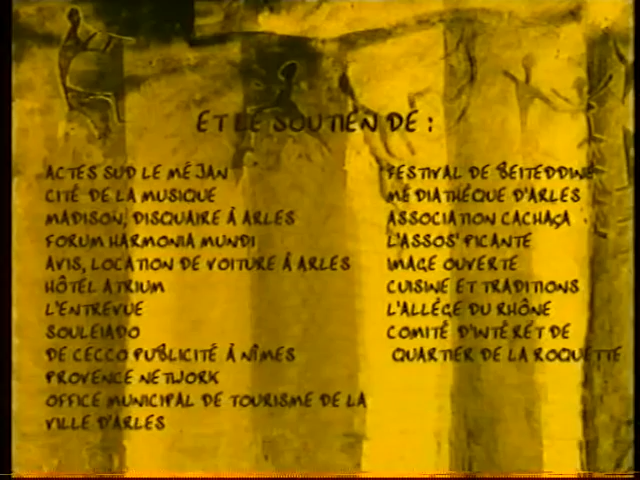 ET LE SOUTIEN DE :
ACTES SUD LE MÉJAN
CITÉ DE LA MUSIQUE
MADISON, DISQUAIRE À ARLES
FORUM HARMONIA MUNDI
AVIS, LOCATION DE VOITURE À ARLES
HÔTEL ATRIUM
L'ENTREVUE
SOULEIADO
DE CECCO PUBLICITÉ À NÎMES
PROVENCE NETWORK
OFFICE MUNICIPAL DE TOURISME DE LA
VILLE D'ARLES
FESTIVAL DE BEITEDDINE
MÉDIATHÉQUE D'ARLES
ASSOCIATION CACHAÇA
L'ASSOS' PICANTE
IMAGE OUVERTE
CUISINE ET TRADITIONS
L'ALLÉGE DU RHÔNE
COMITÉ D'INTÉRÉT DE
QUARTIER DE LA ROQUETTE